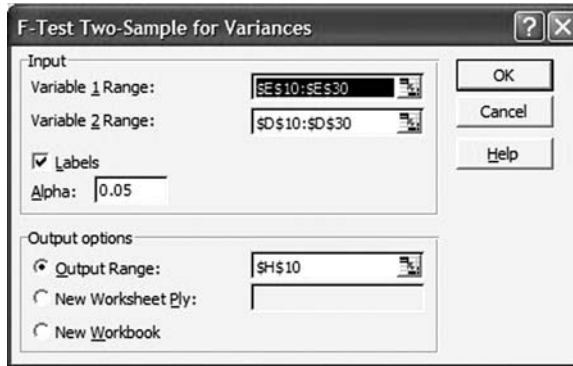 F-Test Two-Sample for Variances
Input
Variable 1 Range: $E$10:$E$30
Variable 2 Range: $D$10:$D$30
Labels
Alpha: 0.05
OK
Cancel
Help
Output options
Output Range: $H$10
New Worksheet Ply:
New Workbook